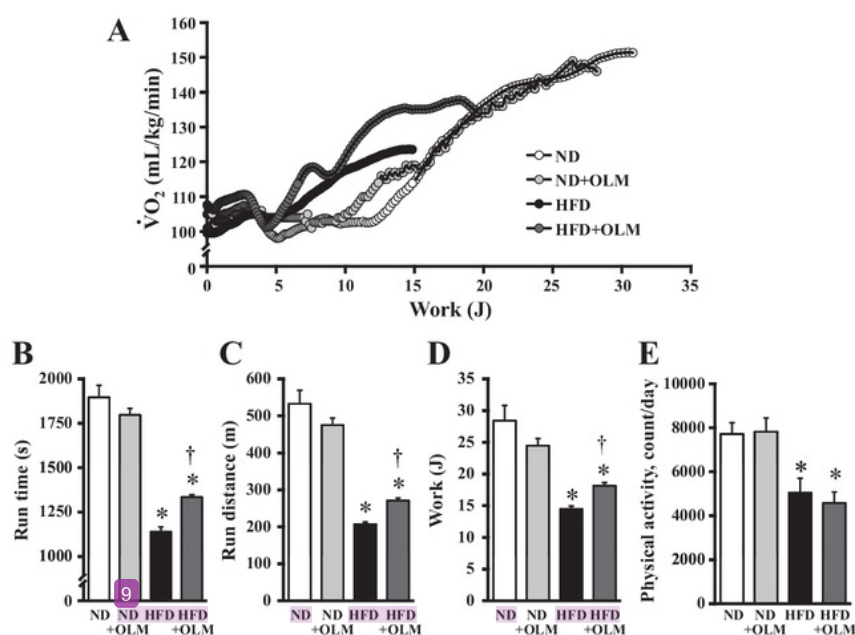 A
160
150
140
130
120
110
100
0
V̇O₂ (mL/kg/min)
0 5 10 15 20 25 30 35
Work (J)
ND
ND+OLM
HFD
HFD+OLM
B
2000
1750
1500
1250
1000
0
Run time (s)
*
†
*
9
ND ND HFD HFD
+OLM +OLM
C
600
500
400
300
200
100
0
Run distance (m)
*
†
*
ND ND HFD HFD
+OLM +OLM
D
35
30
25
20
15
10
5
0
Work (J)
*
†
*
ND ND HFD HFD
+OLM +OLM
E
10000
8000
6000
4000
2000
0
Physical activity, count/day
*
*
ND ND HFD HFD
+OLM +OLM